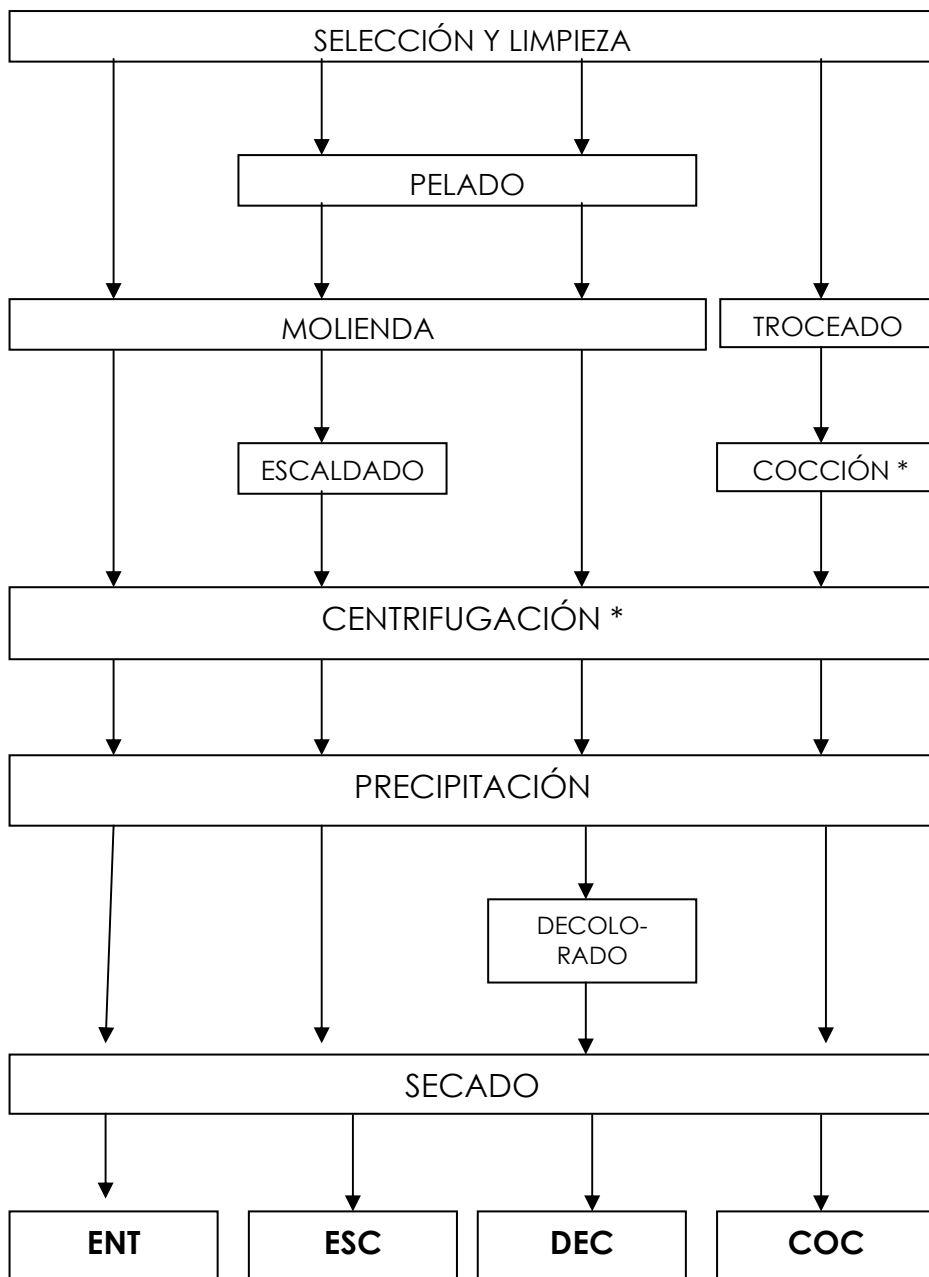 SELECCIÓN Y LIMPIEZA
PELADO
MOLIENDA
TROCEADO
ESCALDADO
COCCIÓN *
CENTRIFUGACIÓN *
PRECIPITACIÓN
DECOLO-
RADO
SECADO
ENT
ESC
DEC
COC